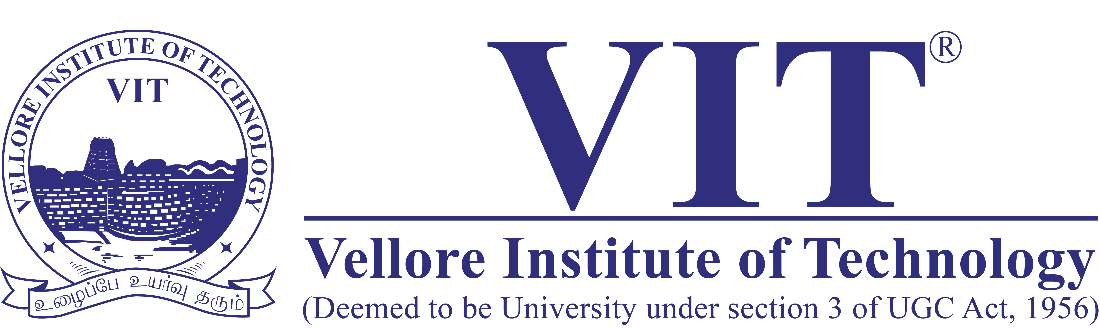 VELLORE INSTITUTE OF TECHNOLOGY
VIT
உழைப்பே உயர்வு தரும்
VIT®
Vellore Institute of Technology
(Deemed to be University under section 3 of UGC Act, 1956)